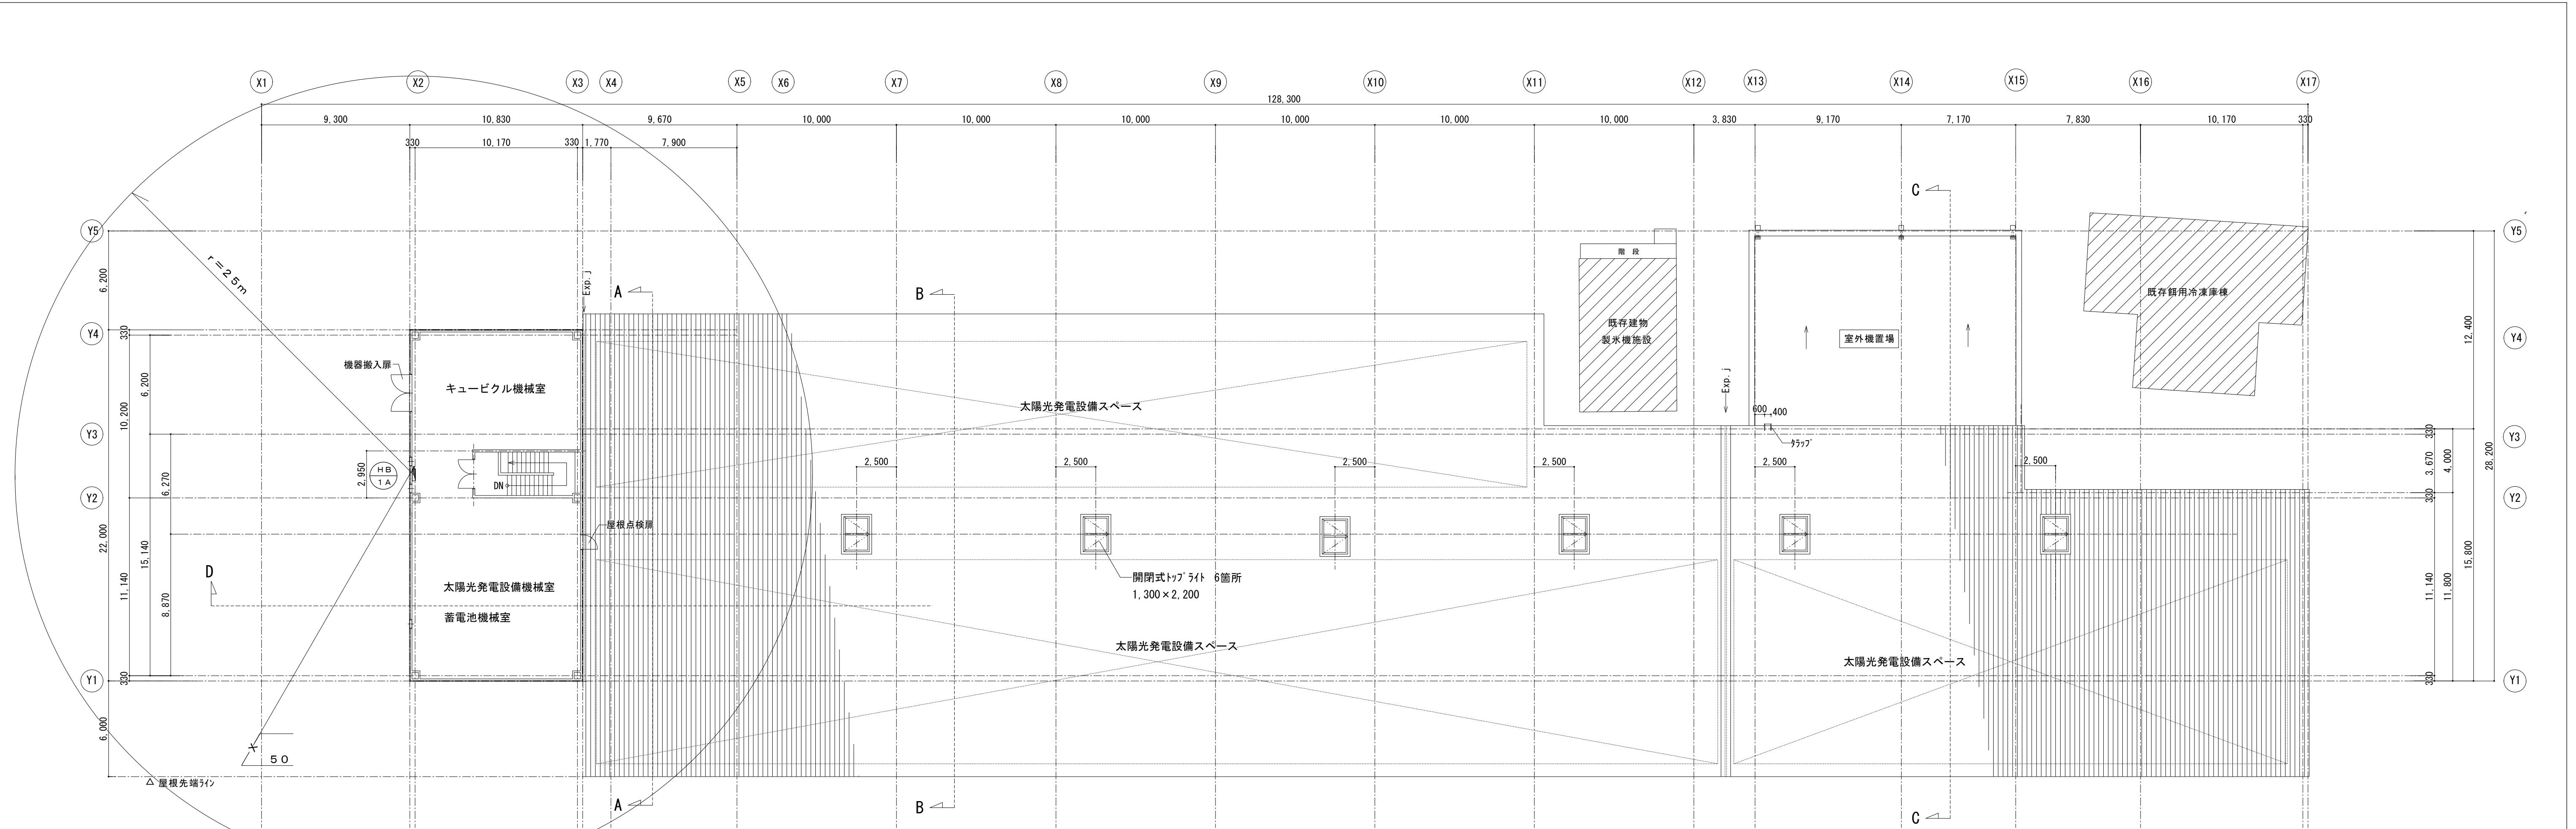 X1 X2 X3 X4 X5 X6 X7 X8 X9 X10 X11 X12 X13 X14 X15 X16 X17
128,300
9,300 10,830 9,670 10,000 10,000 10,000 10,000 10,000 10,000 3,830 9,170 7,170 7,830 10,170 330
330 10,170 330 1,770 7,900
C
Y5 Y5
r=25m
6,200
Exp.j
A B
階 段
既存餌用冷凍庫棟
既存建物
製氷機施設
室外機置場
12,400
Y4 Y4
330
機器搬入扉
キュービクル機械室
6,200
10,200
太陽光発電設備スペース
Exp.j
600 400
タラップ
Y3 Y3
330
3,670
4,000
28,200
330
2,950
HB
1A
DN
6,270
2,500 2,500 2,500 2,500 2,500 2,500
Y2 Y2
屋根点検扉
22,000
15,140
11,140
8,870
D
太陽光発電設備機械室
蓄電池機械室
開閉式トップライト 6箇所
1,300×2,200
太陽光発電設備スペース
太陽光発電設備スペース
11,140
11,800
15,800
330
Y1 Y1
330
6,000
50
△ 屋根先端ライン
A B C